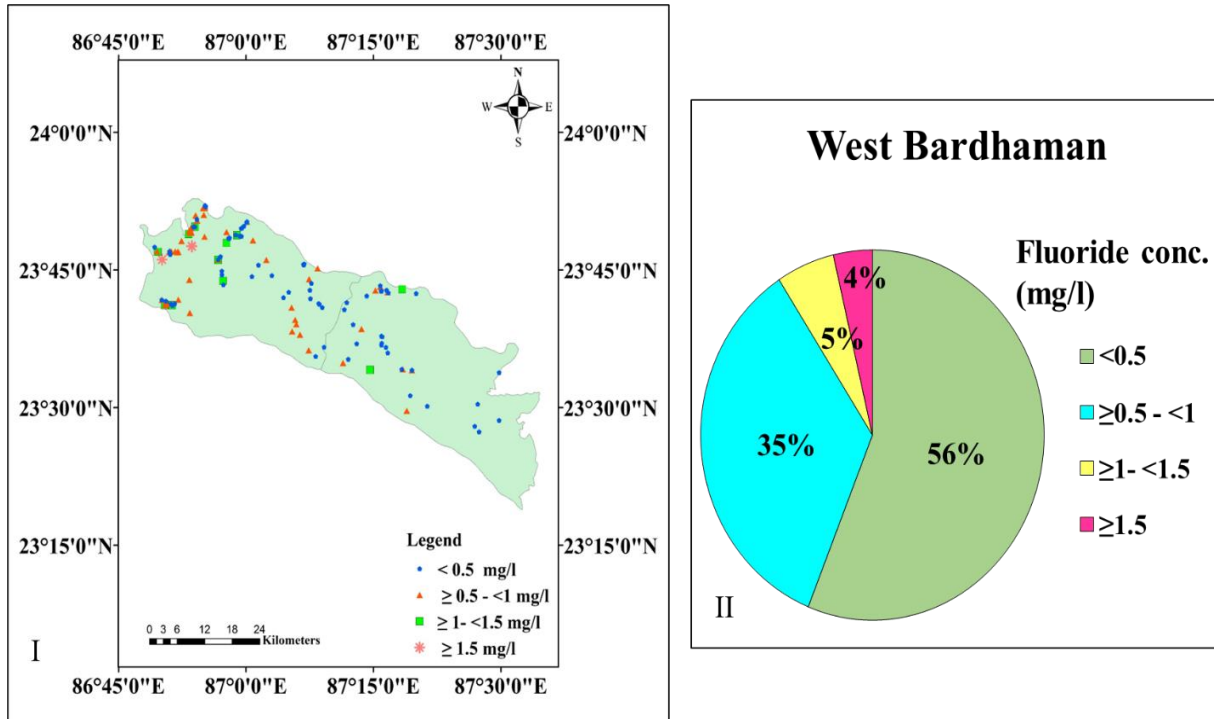 86°45'0"E 87°0'0"E 87°15'0"E 87°30'0"E
N
W E
S
24°0'0"N 24°0'0"N
23°45'0"N 23°45'0"N
23°30'0"N 23°30'0"N
23°15'0"N 23°15'0"N
Legend
< 0.5 mg/l
≥ 0.5 - <1 mg/l
≥ 1- <1.5 mg/l
≥ 1.5 mg/l
0 3 6 12 18 24
Kilometers
I
86°45'0"E 87°0'0"E 87°15'0"E 87°30'0"E
West Bardhaman
Fluoride conc.
(mg/l)
<0.5
≥0.5 - <1
≥1- <1.5
≥1.5
4%
5%
35%
56%
II